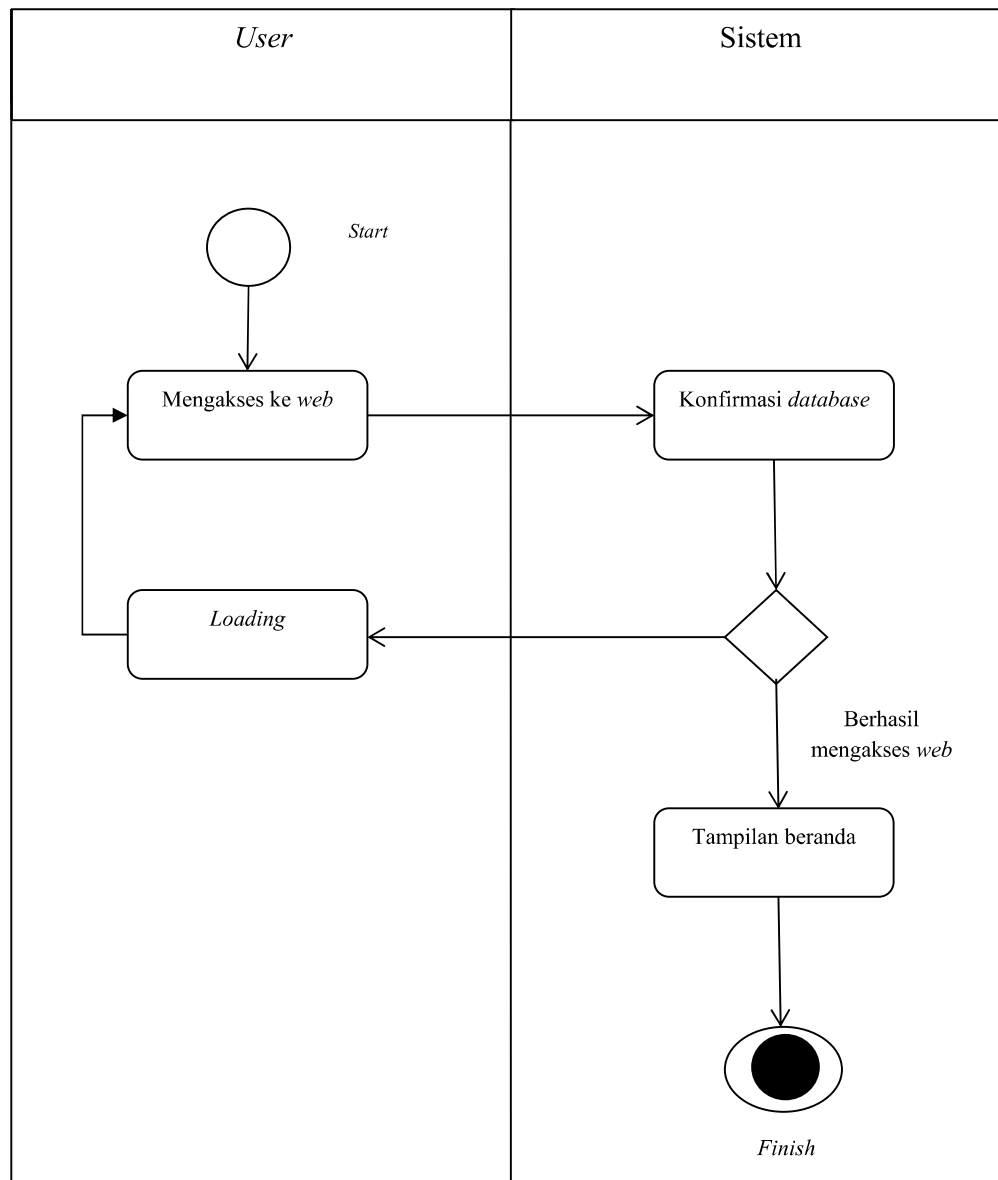 User
Sistem
Start
Mengakses ke web
Konfirmasi database
Loading
Berhasil
mengakses web
Tampilan beranda
Finish